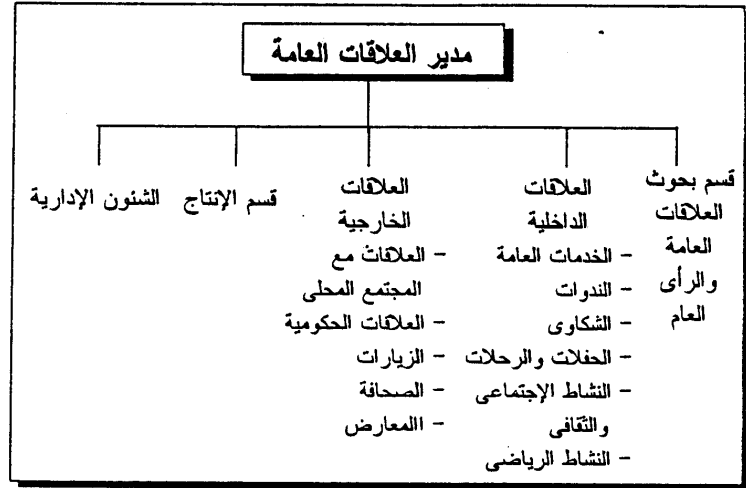 مدير العلاقات العامة
قسم بحوث
العلاقات
العامة
والرأى
العام
العلاقات
الداخلية
- الخدمات العامة
- الندوات
- الشكاوى
- الحفلات والرحلات
- النشاط الإجتماعى
والثقافى
- النشاط الرياضى
العلاقات
الخارجية
- العلاقات مع
المجتمع المحلى
- العلاقات الحكومية
- الزيارات
- الصحافة
- االمعارض
قسم الإنتاج
الشئون الإدارية